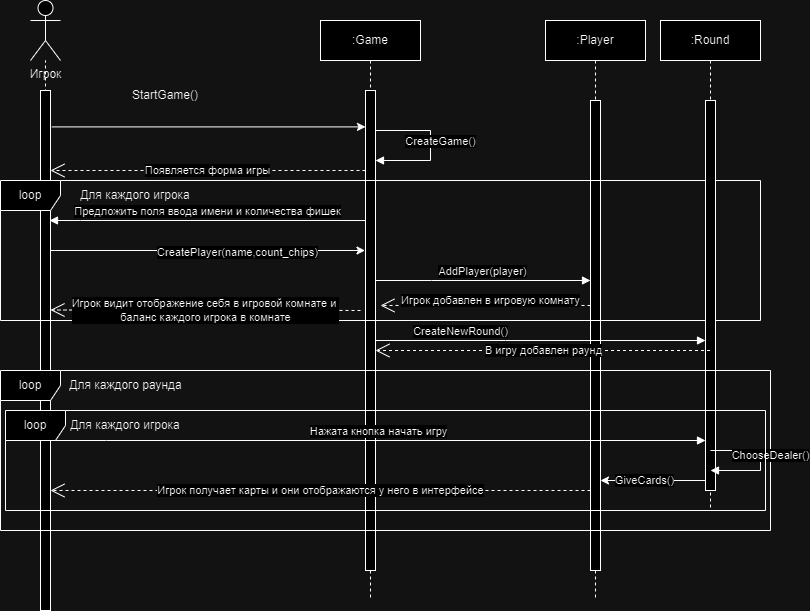 :Game
:Player
:Round
Игрок
StartGame()
CreateGame()
Появляется форма игры
loop
Для каждого игрока
Предложить поля ввода имени и количества фишек
CreatePlayer(name,count_chips)
AddPlayer(player)
Игрок добавлен в игровую комнату
Игрок видит отображение себя в игровой комнате и
баланс каждого игрока в комнате
CreateNewRound()
В игру добавлен раунд
loop
Для каждого раунда
loop
Для каждого игрока
Нажата кнопка начать игру
ChooseDealer()
GiveCards()
Игрок получает карты и они отображаются у него в интерфейсе